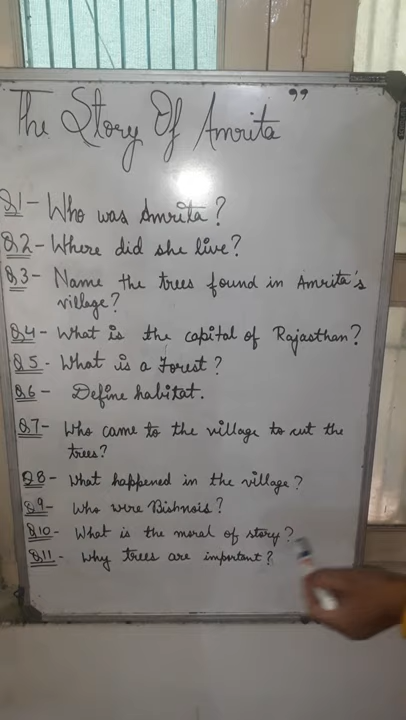 The Story Of Amrita”
Q1- Who was Amrita?
Q2- Where did she live?
Q3- Name the trees found in Amrita's
village?
Q4- What is the capital of Rajasthan?
Q5- What is a Forest?
Q6- Define habitat.
Q7- Who came to the village to cut the
trees?
Q8- What happened in the village?
Q9- Who were Bishnois?
Q10- What is the moral of story?
Q11- Why trees are important?